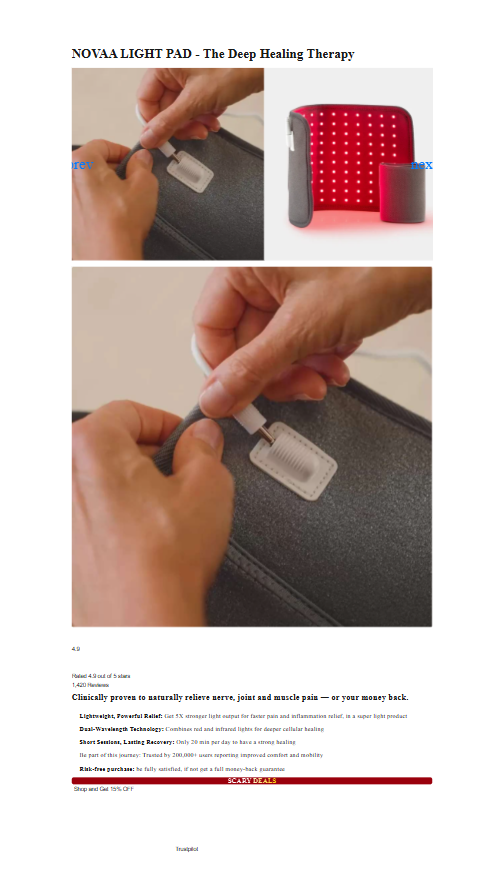 NOVAA LIGHT PAD - The Deep Healing Therapy
prev
nex
4.9
Rated 4.9 out of 5 stars
1,420 Reviews
Clinically proven to naturally relieve nerve, joint and muscle pain — or your money back.
Lightweight, Powerful Relief: Get 5X stronger light output for faster pain and inflammation relief, in a super light product
Dual-Wavelength Technology: Combines red and infrared lights for deeper cellular healing
Short Sessions, Lasting Recovery: Only 20 min per day to have a strong healing
Be part of this journey: Trusted by 200,000+ users reporting improved comfort and mobility
Risk-free purchase: be fully satisfied, if not get a full money-back guarantee
SCARY DEALS
Shop and Get 15% OFF
Trustpilot